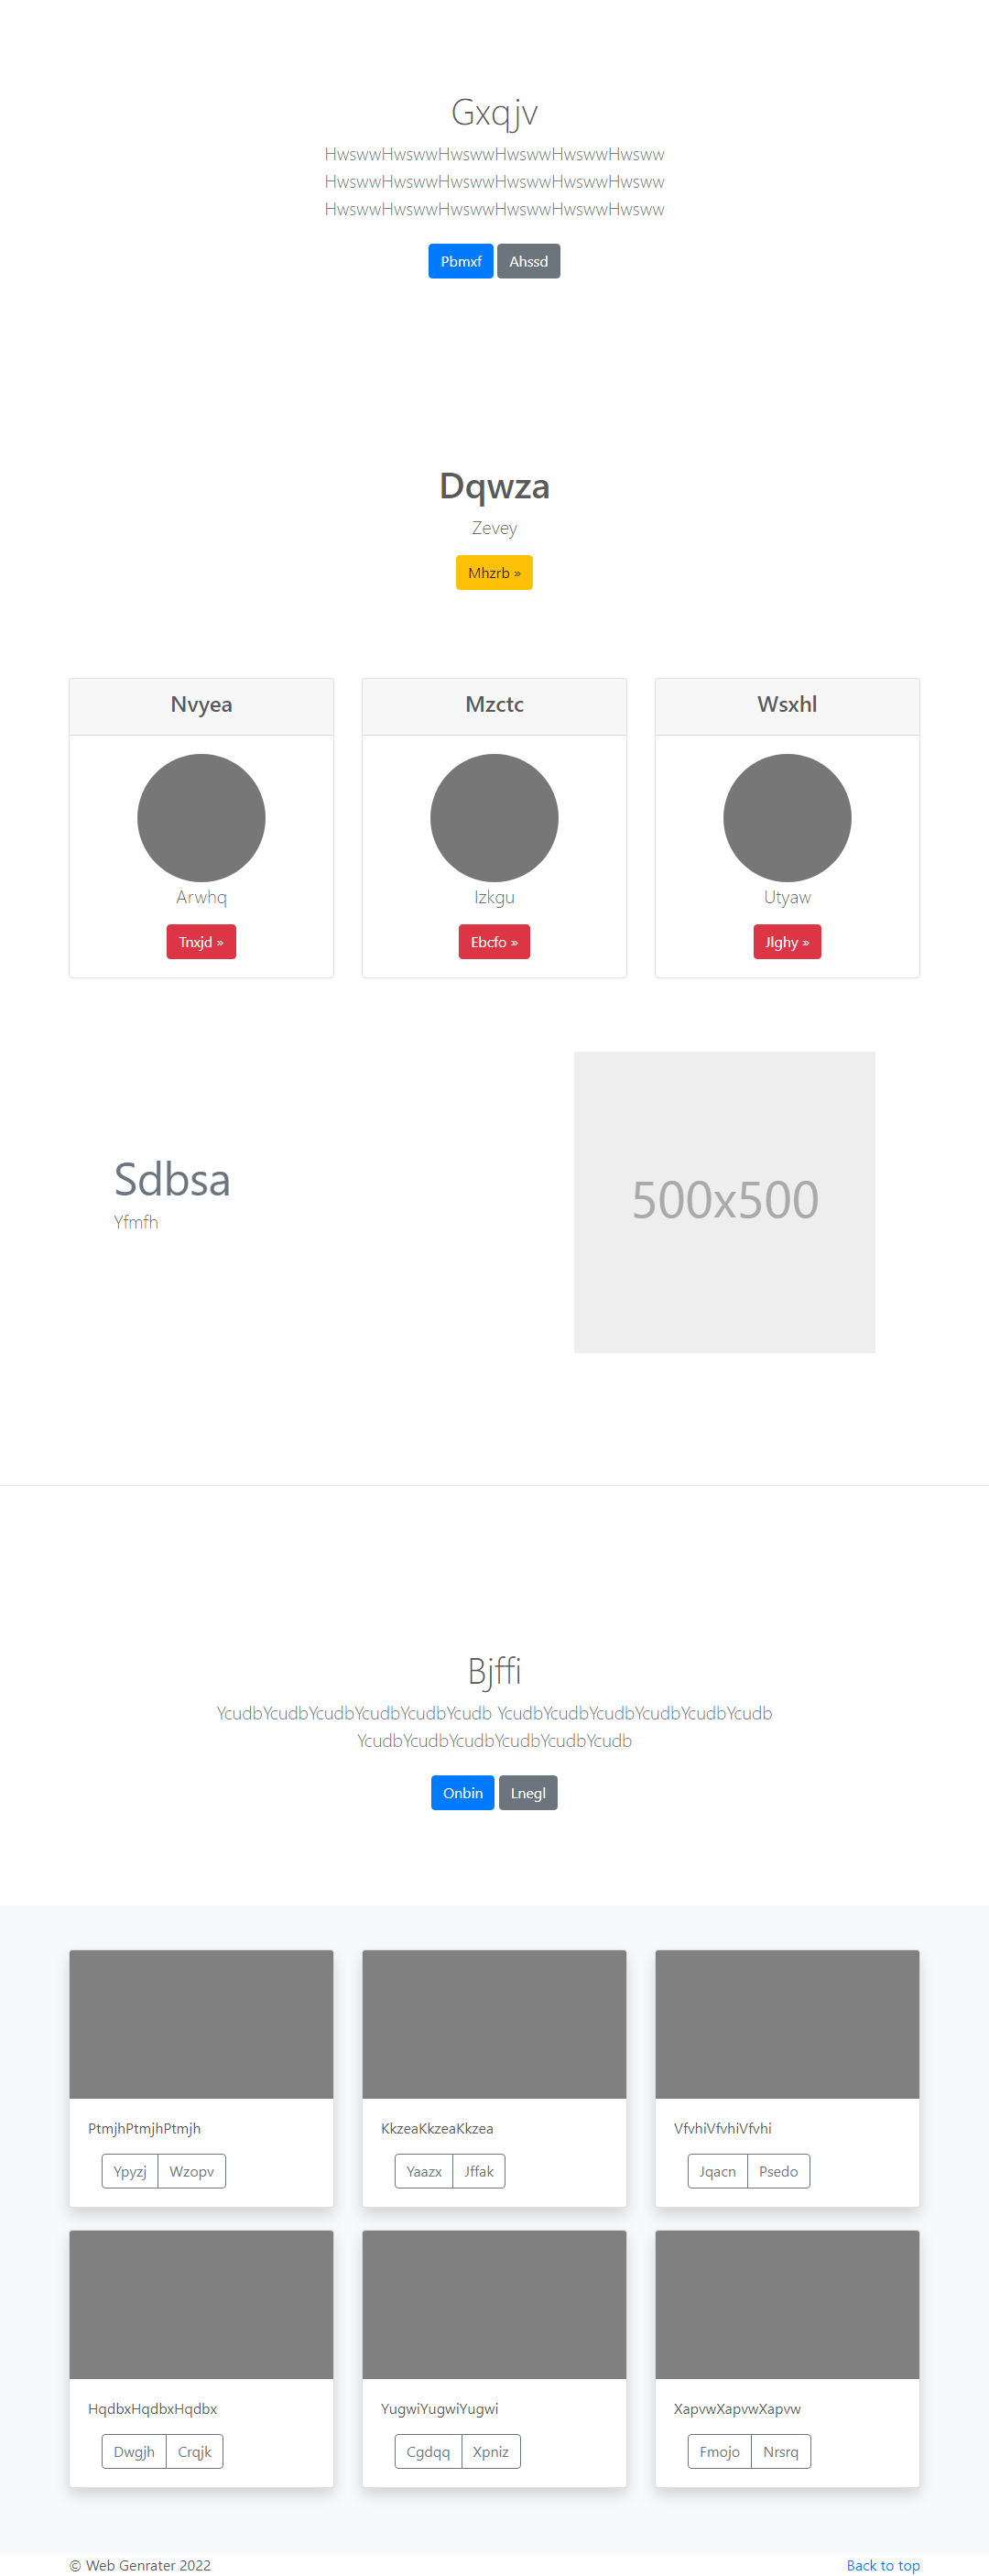 Gxqjv
HwswwHwswwHwswwHwswwHwswwHwsww
HwswwHwswwHwswwHwswwHwswwHwsww
HwswwHwswwHwswwHwswwHwswwHwsww
Pbmxf Ahssd
Dqwza
Zevey
Mhzrb »
Nvyea
Mzctc
Wsxhl
Arwhq
Izkgu
Utyaw
Tnxjd »
Ebcfo »
Jlghy »
Sdbsa
Yfmfh
500x500
Bjffi
YcudbYcudbYcudbYcudbYcudbYcudb YcudbYcudbYcudbYcudbYcudbYcudb
YcudbYcudbYcudbYcudbYcudbYcudb
Onbin Lnegl
PtmjhPtmjhPtmjh
KkzeaKkzeaKkzea
VfvhiVfvhiVfvhi
Ypyzj Wzopv
Yaazx Jffak
Jqacn Psedo
HqdbxHqdbxHqdbx
YugwiYugwiYugwi
XapvwXapvwXapvw
Dwgjh Crqjk
Cgdqq Xpniz
Fmojo Nrsrq
© Web Genrater 2022
Back to top